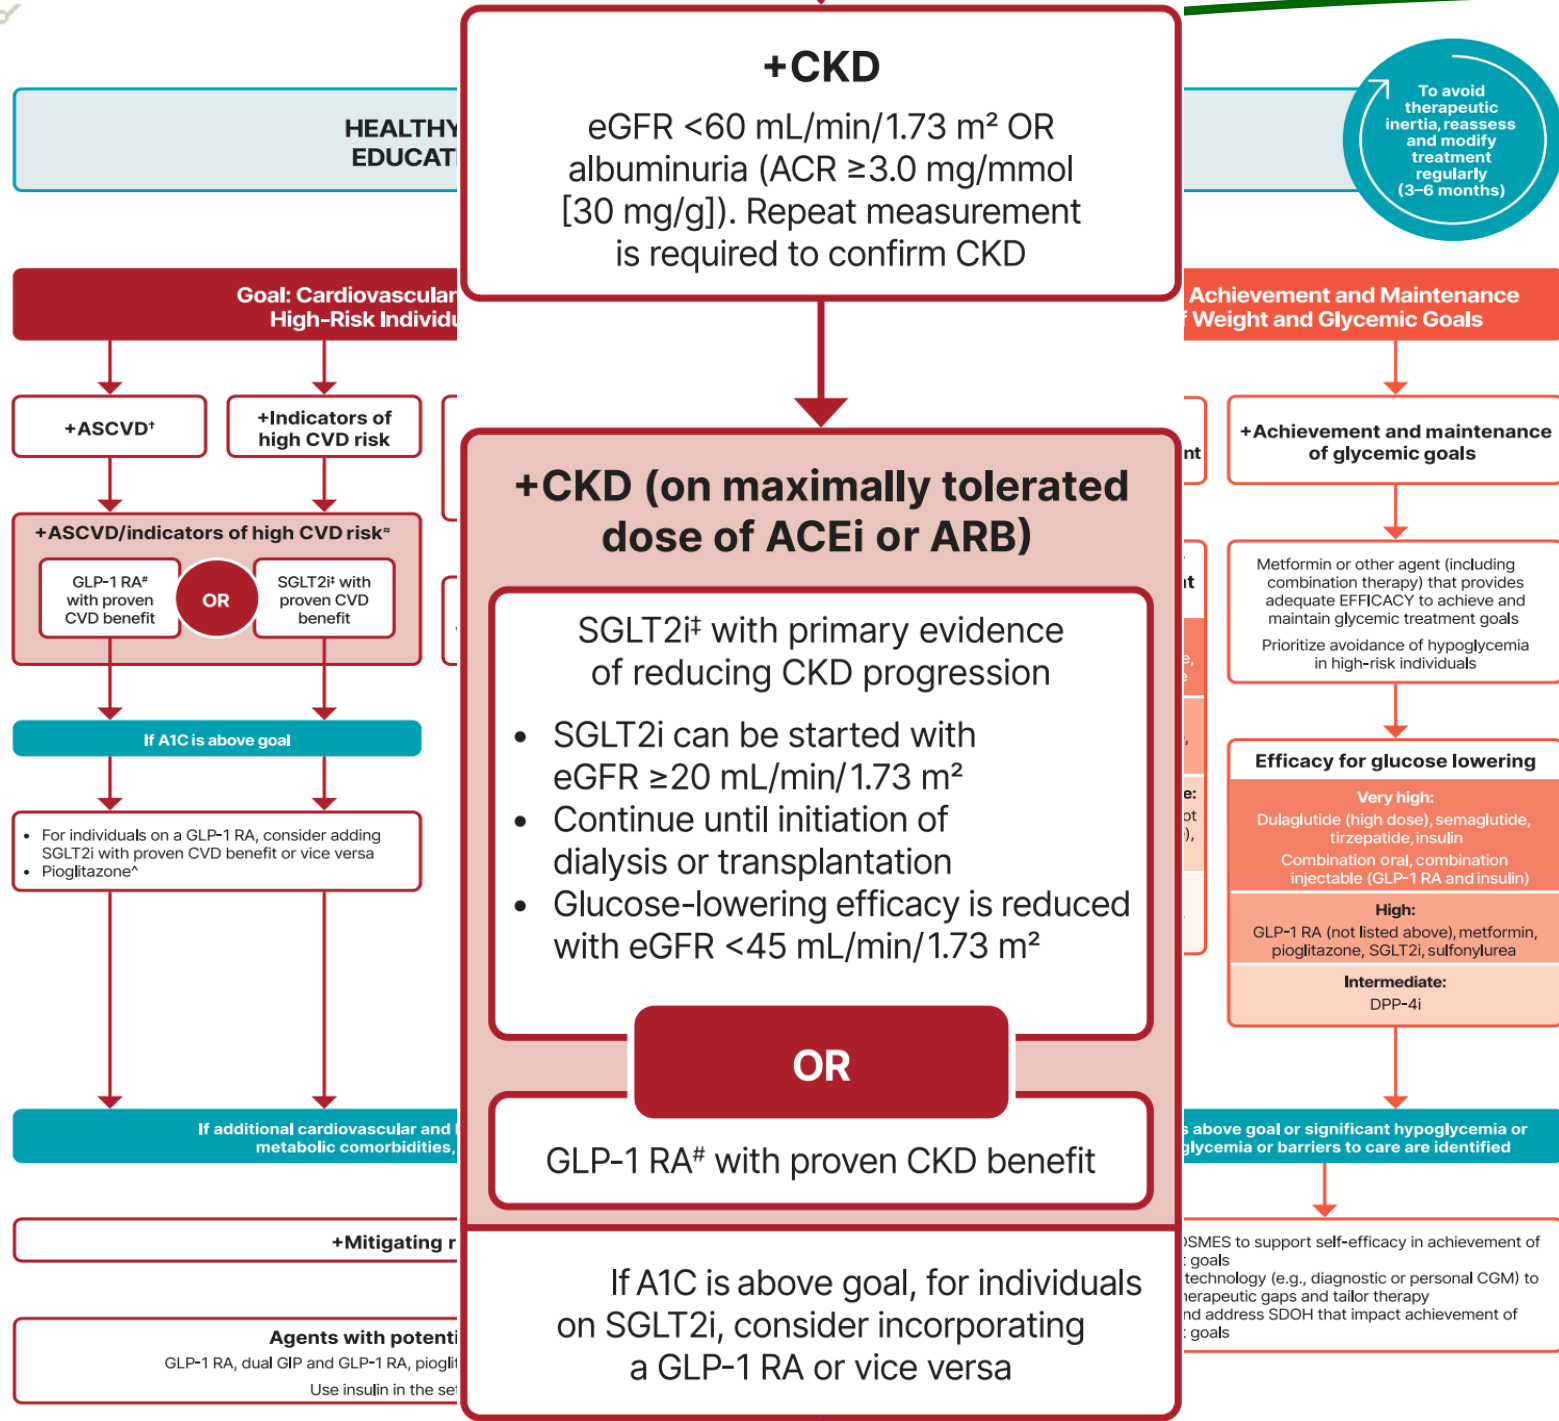 HEALTHY
EDUCAT
To avoid
therapeutic
inertia, reassess
and modify
treatment
regularly
(3–6 months)
Goal: Cardiovascular
High-Risk Individu
+ASCVD†
+Indicators of
high CVD risk
+ASCVD/indicators of high CVD risk≈
GLP-1 RA#
with proven
CVD benefit
OR
SGLT2i‡ with
proven CVD
benefit
If A1C is above goal
• For individuals on a GLP-1 RA, consider adding
SGLT2i with proven CVD benefit or vice versa
• Pioglitazone^
If additional cardiovascular and
metabolic comorbidities,
+Mitigating r
Agents with potenti
GLP-1 RA, dual GIP and GLP-1 RA, pioglit
Use insulin in the set
+CKD
eGFR <60 mL/min/1.73 m² OR
albuminuria (ACR ≥3.0 mg/mmol
[30 mg/g]). Repeat measurement
is required to confirm CKD
+CKD (on maximally tolerated
dose of ACEi or ARB)
SGLT2i‡ with primary evidence
of reducing CKD progression
• SGLT2i can be started with
eGFR ≥20 mL/min/1.73 m²
• Continue until initiation of
dialysis or transplantation
• Glucose-lowering efficacy is reduced
with eGFR <45 mL/min/1.73 m²
OR
GLP-1 RA# with proven CKD benefit
If A1C is above goal, for individuals
on SGLT2i, consider incorporating
a GLP-1 RA or vice versa
Achievement and Maintenance
f Weight and Glycemic Goals
nt
t
e:
ot
+Achievement and maintenance
of glycemic goals
Metformin or other agent (including
combination therapy) that provides
adequate EFFICACY to achieve and
maintain glycemic treatment goals
Prioritize avoidance of hypoglycemia
in high-risk individuals
Efficacy for glucose lowering
Very high:
Dulaglutide (high dose), semaglutide,
tirzepatide, insulin
Combination oral, combination
injectable (GLP-1 RA and insulin)
High:
GLP-1 RA (not listed above), metformin,
pioglitazone, SGLT2i, sulfonylurea
Intermediate:
DPP-4i
s above goal or significant hypoglycemia or
glycemia or barriers to care are identified
DSMES to support self-efficacy in achievement of
t goals
technology (e.g., diagnostic or personal CGM) to
herapeutic gaps and tailor therapy
nd address SDOH that impact achievement of
t goals